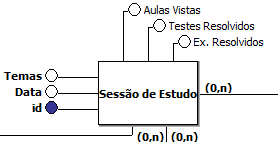 Aulas Vistas
Testes Resolvidos
Ex. Resolvidos
Temas
Data
id
Sessão de Estudo
(0,n)
(0,n)
(0,n)